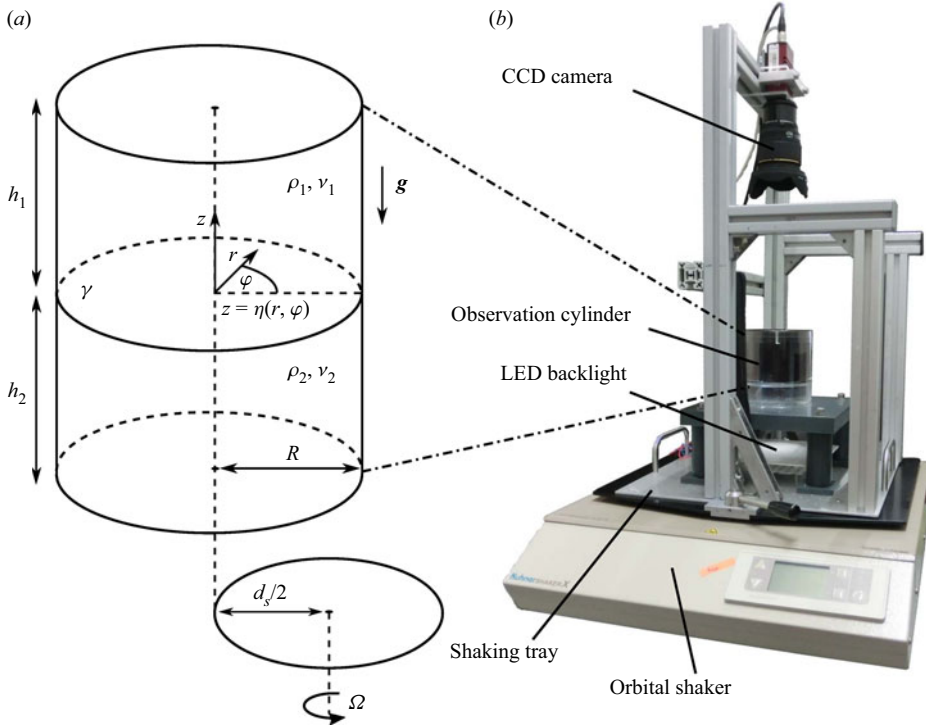 (a)
h₁
ρ₁, ν₁
g
z
r
φ
γ
z = η(r, φ)
h₂
ρ₂, ν₂
R
dₛ/2
Ω
(b)
CCD camera
Observation cylinder
LED backlight
Shaking tray
Orbital shaker